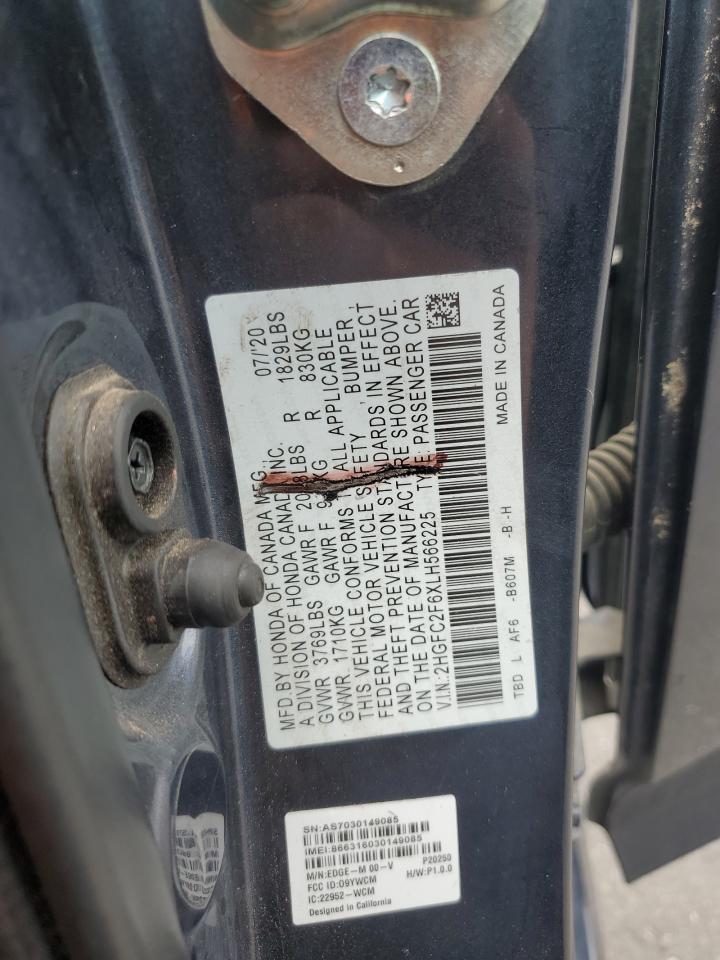 MFD BY HONDA OF CANADA MFG., 07/'20
A DIVISION OF HONDA CANADA INC.
GVWR 3769LBS GAWR F LBS R 1829LBS
GVWR 1710KG GAWR F KG R 830KG
THIS VEHICLE CONFORMS TO ALL APPLICABLE
FEDERAL MOTOR VEHICLE SAFETY, BUMPER,
AND THEFT PREVENTION STANDARDS IN EFFECT
ON THE DATE OF MANUFACTURE SHOWN ABOVE.
V.I.N.:2HGFC2F6XLH566225 TYPE: PASSENGER CAR
TBD L AF6 -B607M -B-H MADE IN CANADA
SN:AS7030149085
IMEI:866316030149085
M/N:EDGE-M 00-V P20250
FCC ID:O9YWCM H/W:P1.0.0
IC:22952-WCM
Designed in California